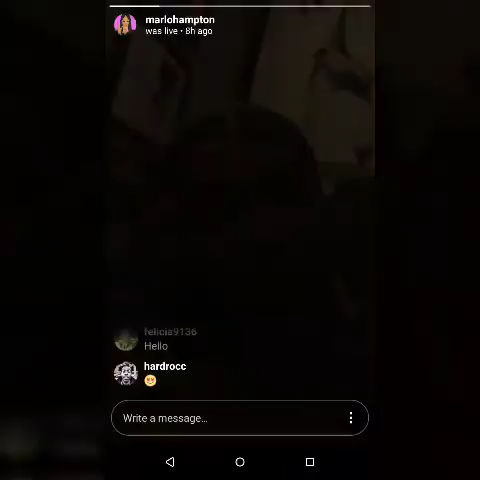 marlohampton
was live • 8h ago
felicia9136
Hello
hardrocc
😍
Write a message...